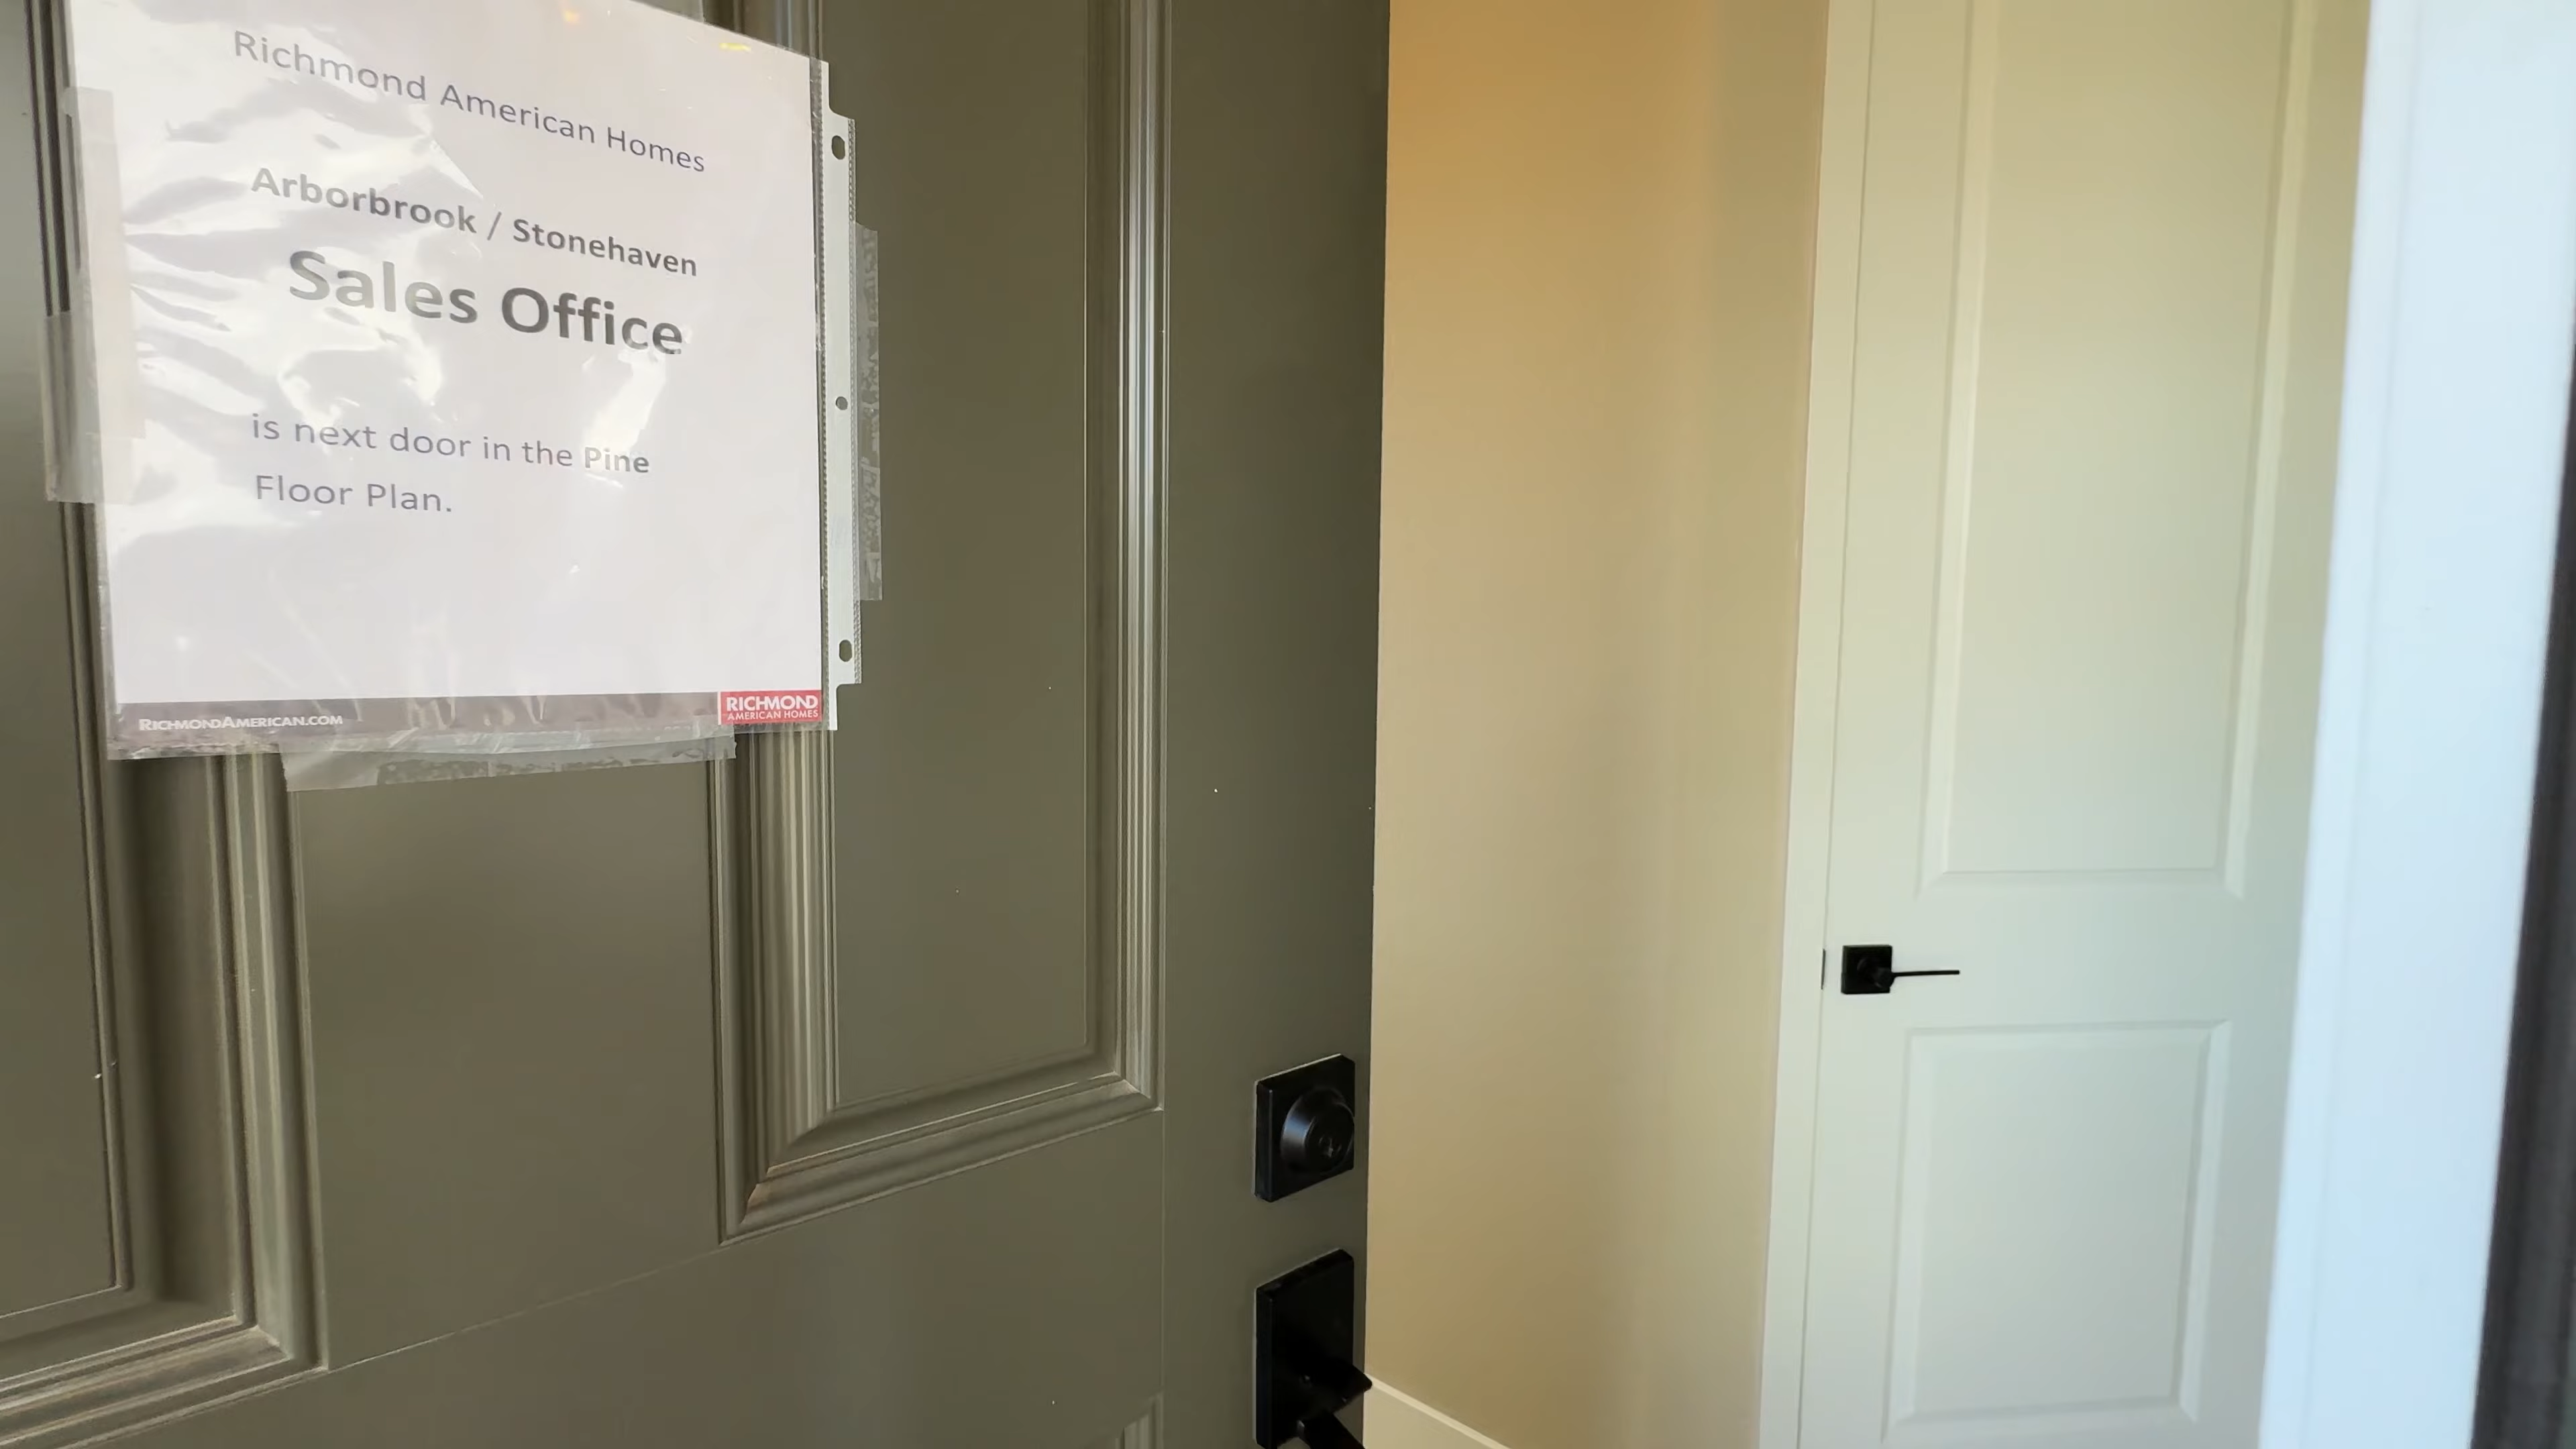 Richmond American Homes
Arborbrook / Stonehaven
Sales Office
is next door in the Pine
Floor Plan.
RICHMONDAMERICAN.COM
RICHMOND
AMERICAN HOMES